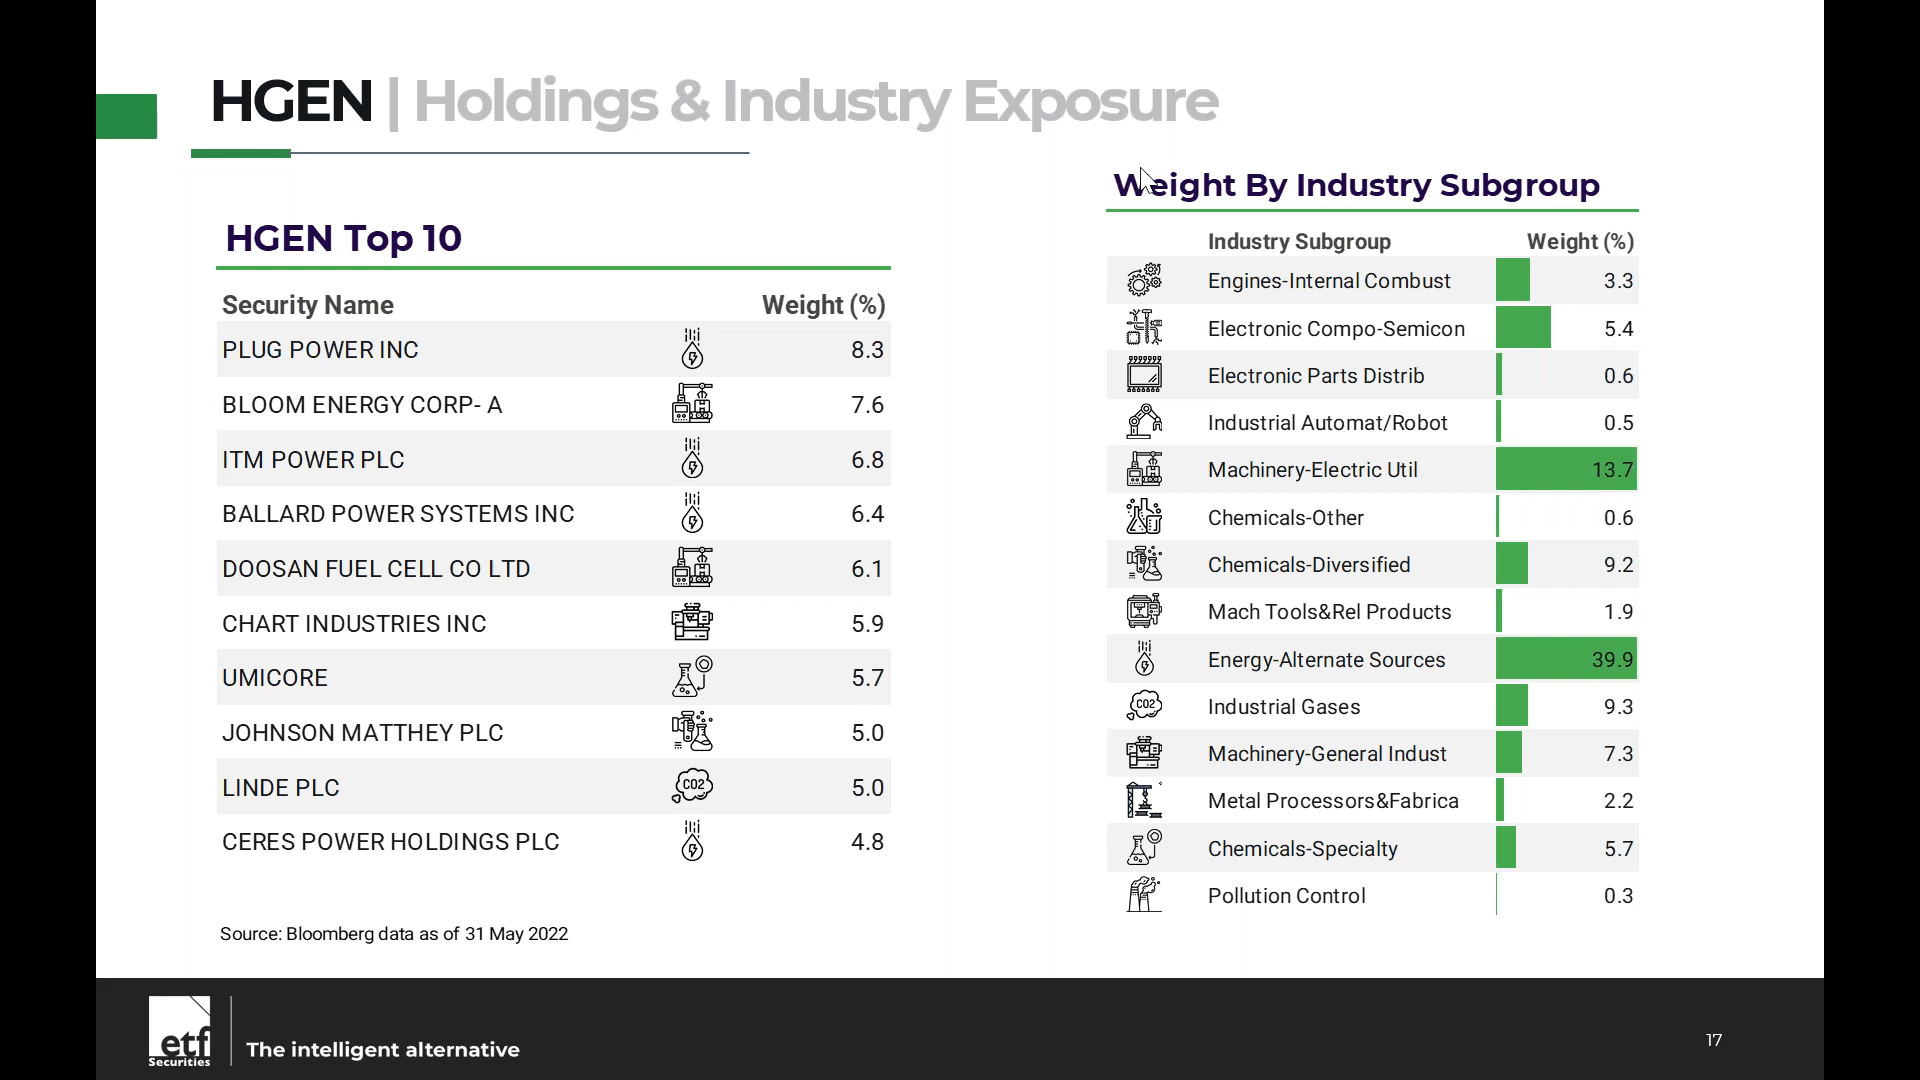 HGEN | Holdings & Industry Exposure
HGEN Top 10
Security Name Weight (%)
PLUG POWER INC 8.3
BLOOM ENERGY CORP- A 7.6
ITM POWER PLC 6.8
BALLARD POWER SYSTEMS INC 6.4
DOOSAN FUEL CELL CO LTD 6.1
CHART INDUSTRIES INC 5.9
UMICORE 5.7
JOHNSON MATTHEY PLC 5.0
LINDE PLC CO2 5.0
CERES POWER HOLDINGS PLC 4.8
Source: Bloomberg data as of 31 May 2022
Weight By Industry Subgroup
Industry Subgroup Weight (%)
Engines-Internal Combust 3.3
Electronic Compo-Semicon 5.4
Electronic Parts Distrib 0.6
Industrial Automat/Robot 0.5
Machinery-Electric Util 13.7
Chemicals-Other 0.6
Chemicals-Diversified 9.2
Mach Tools&Rel Products 1.9
Energy-Alternate Sources 39.9
CO2 Industrial Gases 9.3
Machinery-General Indust 7.3
Metal Processors&Fabrica 2.2
Chemicals-Specialty 5.7
Pollution Control 0.3
etf
Securities
The intelligent alternative
17